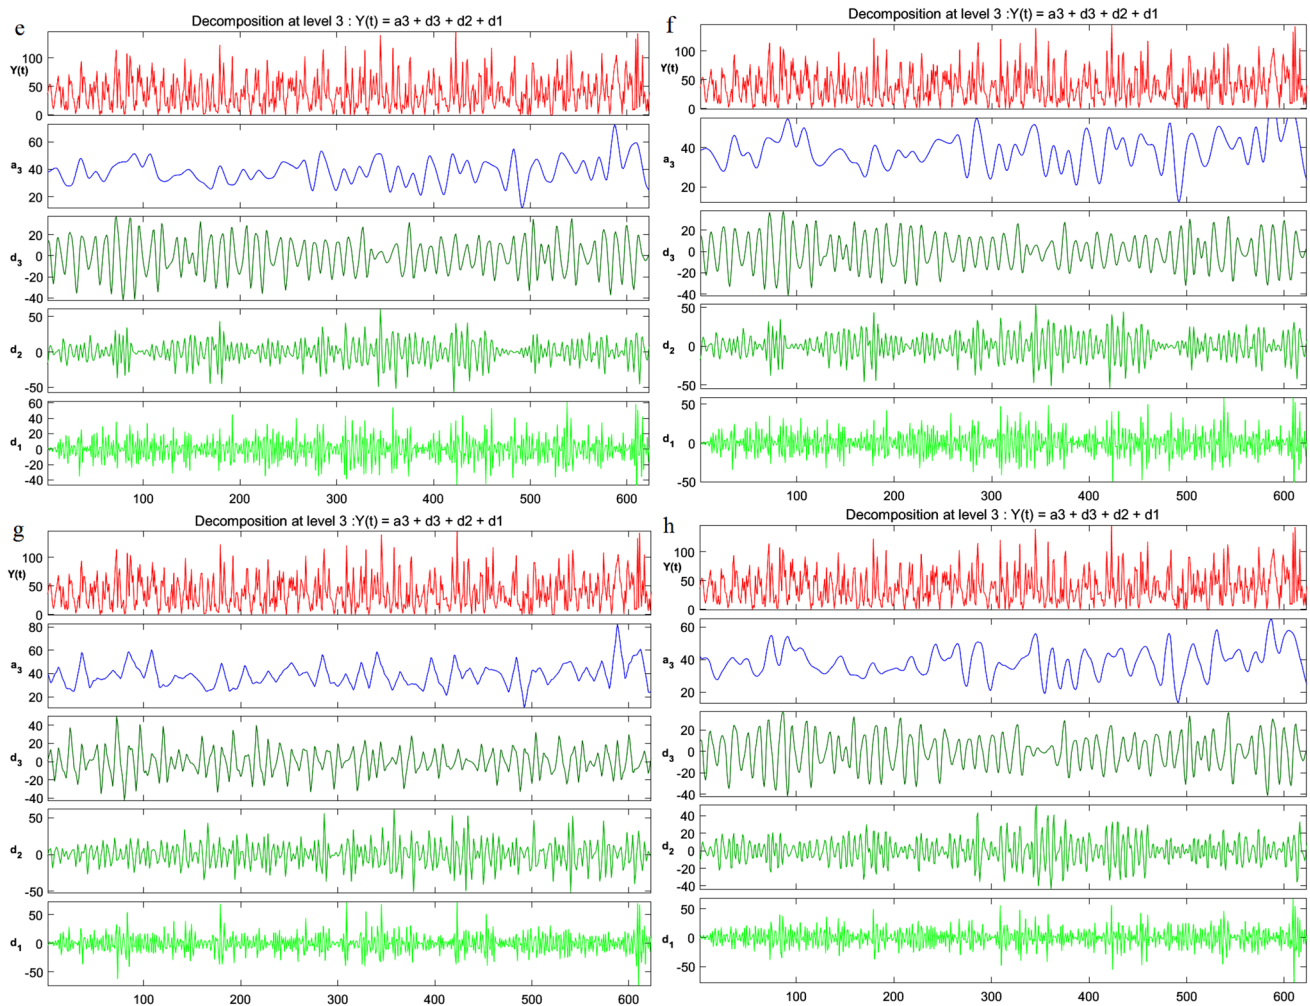 e
Decomposition at level 3 : Y(t) = a3 + d3 + d2 + d1
Y(t)
100
50
0
a3
60
40
20
d3
20
0
-20
-40
d2
50
0
-50
d1
60
40
20
0
-20
-40
100 200 300 400 500 600
f
Decomposition at level 3 : Y(t) = a3 + d3 + d2 + d1
Y(t)
100
50
0
a3
40
20
d3
20
0
-20
-40
d2
50
0
-50
d1
50
0
-50
100 200 300 400 500 600
g
Decomposition at level 3 :Y(t) = a3 + d3 + d2 + d1
Y(t)
100
50
0
a3
80
60
40
20
d3
40
20
0
-20
-40
d2
50
0
-50
d1
50
0
-50
100 200 300 400 500 600
h
Decomposition at level 3 : Y(t) = a3 + d3 + d2 + d1
Y(t)
100
50
0
a3
60
40
20
d3
20
0
-20
-40
d2
40
20
0
-20
-40
d1
50
0
-50
100 200 300 400 500 600